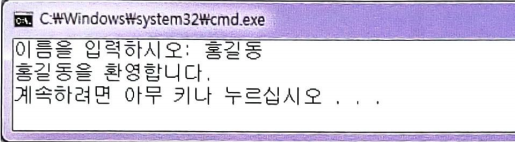 C:₩Windows₩system32₩cmd.exe
이름을 입력하시오: 홍길동
홍길동을 환영합니다.
계속하려면 아무 키나 누르십시오 . . .